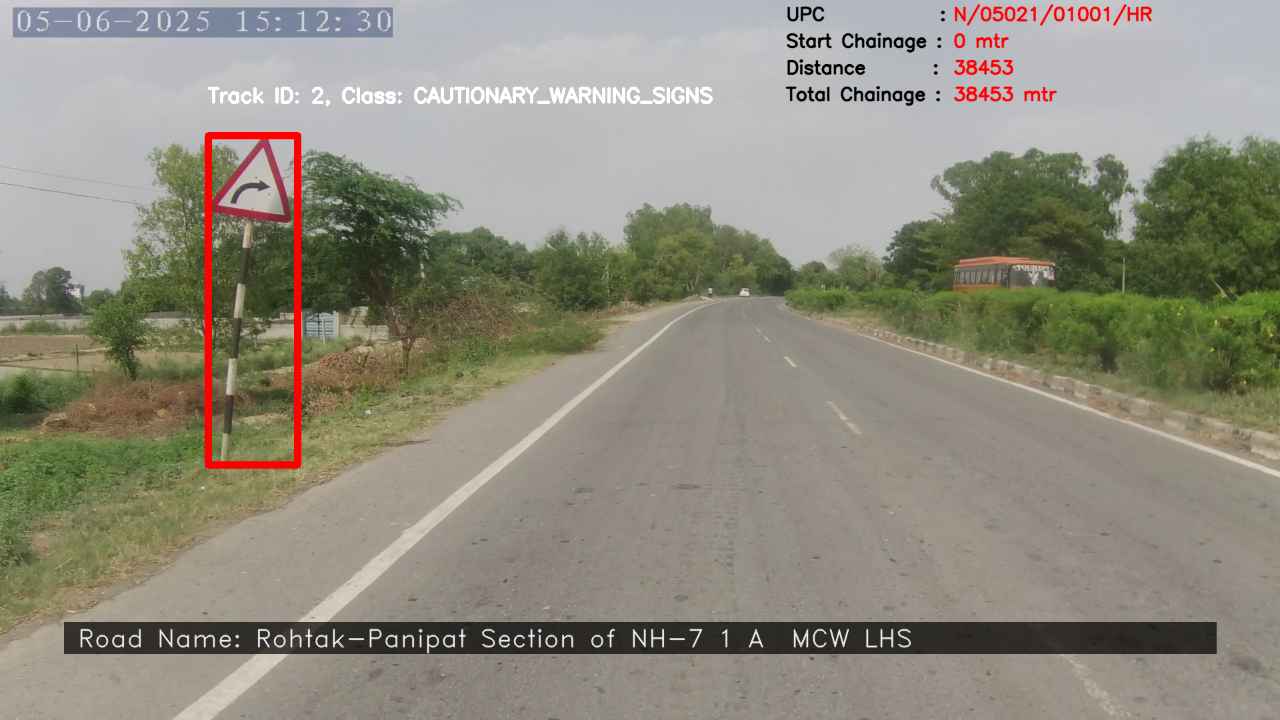 05-06-2025 15:12:30
UPC : N/05021/01001/HR
Start Chainage : 0 mtr
Distance : 38453
Total Chainage : 38453 mtr
Track ID: 2, Class: CAUTIONARY_WARNING_SIGNS
Road Name: Rohtak-Panipat Section of NH-7 1 A MCW LHS